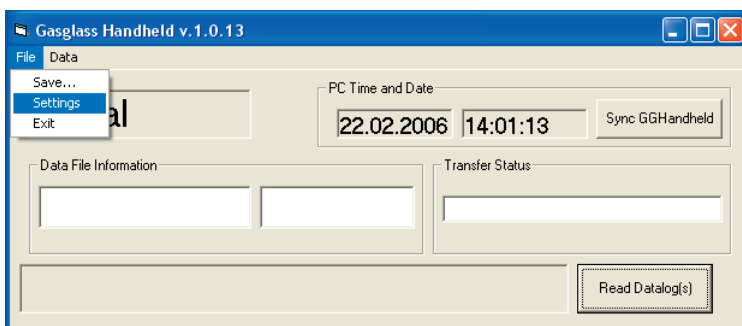 Gasglass Handheld v.1.0.13
File Data
Save...
Settings
Exit
PC Time and Date
22.02.2006 14:01:13
Sync GGHandheld
Data File Information
Transfer Status
Read Datalog(s)